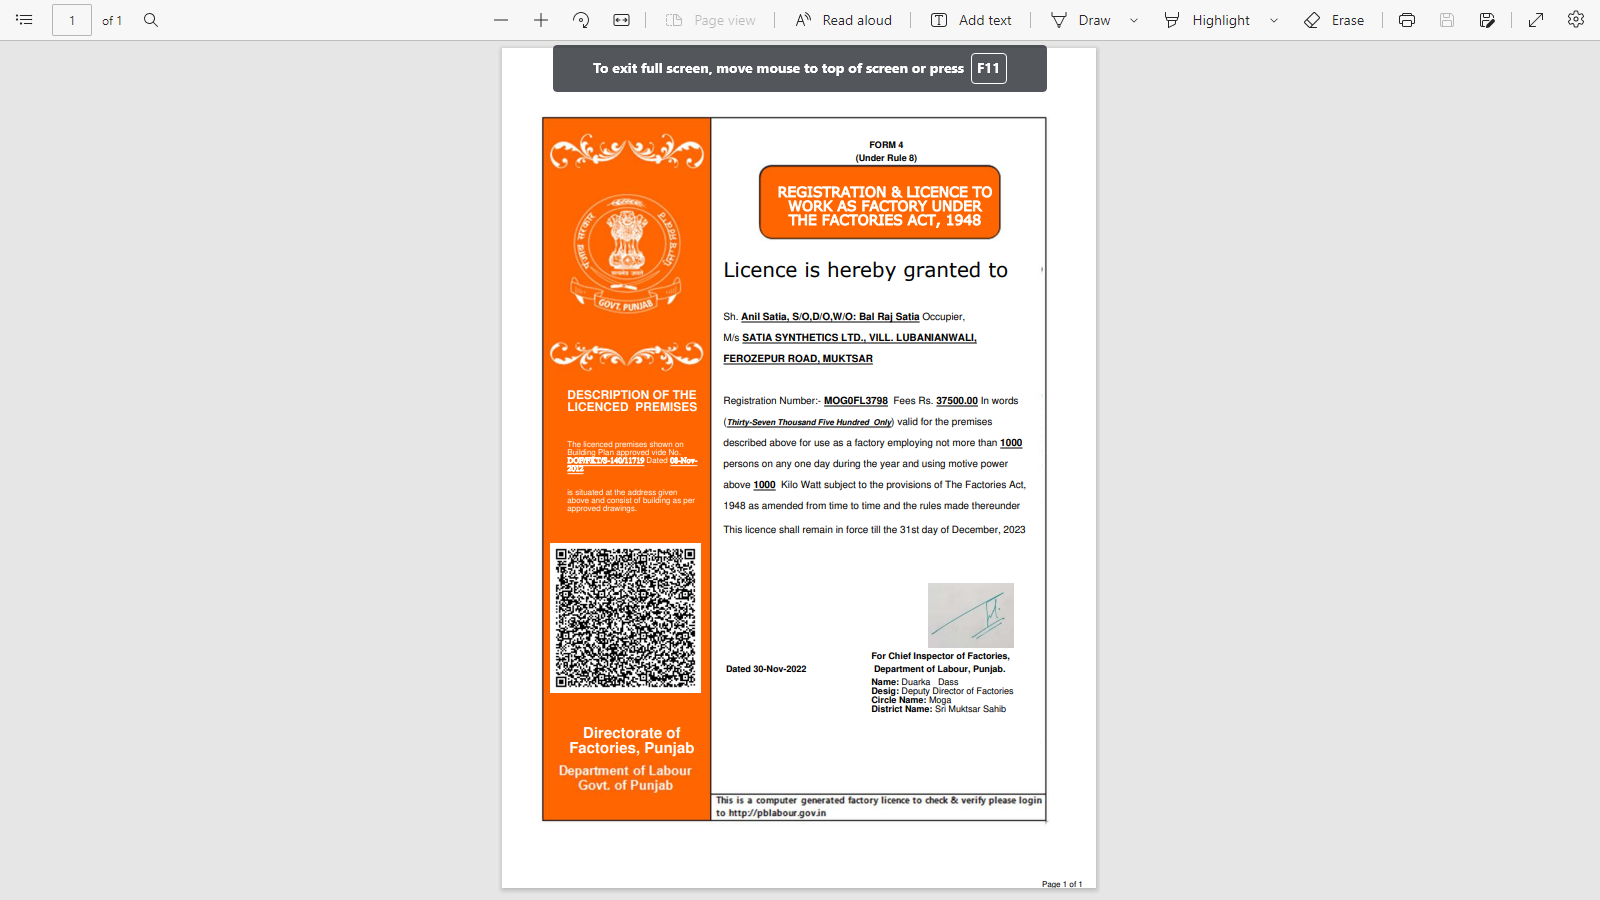 1 of 1
Page view
Read aloud
Add text
Draw
Highlight
Erase
To exit full screen, move mouse to top of screen or press F11
FORM 4
(Under Rule 8)
REGISTRATION & LICENCE TO
WORK AS FACTORY UNDER
THE FACTORIES ACT, 1948
Licence is hereby granted to
Sh. Anil Satia, S/O,D/O,W/O: Bal Raj Satia Occupier,
M/s SATIA SYNTHETICS LTD., VILL. LUBANIANWALI,
FEROZEPUR ROAD, MUKTSAR
Registration Number:- MOG0FL3798 Fees Rs. 37500.00 In words
(Thirty-Seven Thousand Five Hundred Only) valid for the premises
described above for use as a factory employing not more than 1000
persons on any one day during the year and using motive power
above 1000 Kilo Watt subject to the provisions of The Factories Act,
1948 as amended from time to time and the rules made thereunder
This licence shall remain in force till the 31st day of December, 2023
For Chief Inspector of Factories,
Department of Labour, Punjab.
Dated 30-Nov-2022
Name: Duarka Dass
Desig: Deputy Director of Factories
Circle Name: Moga
District Name: Sri Muktsar Sahib
GOVT. PUNJAB
DESCRIPTION OF THE
LICENCED PREMISES
The licenced premises shown on
Building Plan approved vide No.
Dated 08-Nov-
2012
is situated at the address given
above and consist of building as per
approved drawings.
Directorate of
Factories, Punjab
Department of Labour
Govt. of Punjab
This is a computer generated factory licence to check & verify please login
to http://pblabour.gov.in
Page 1 of 1